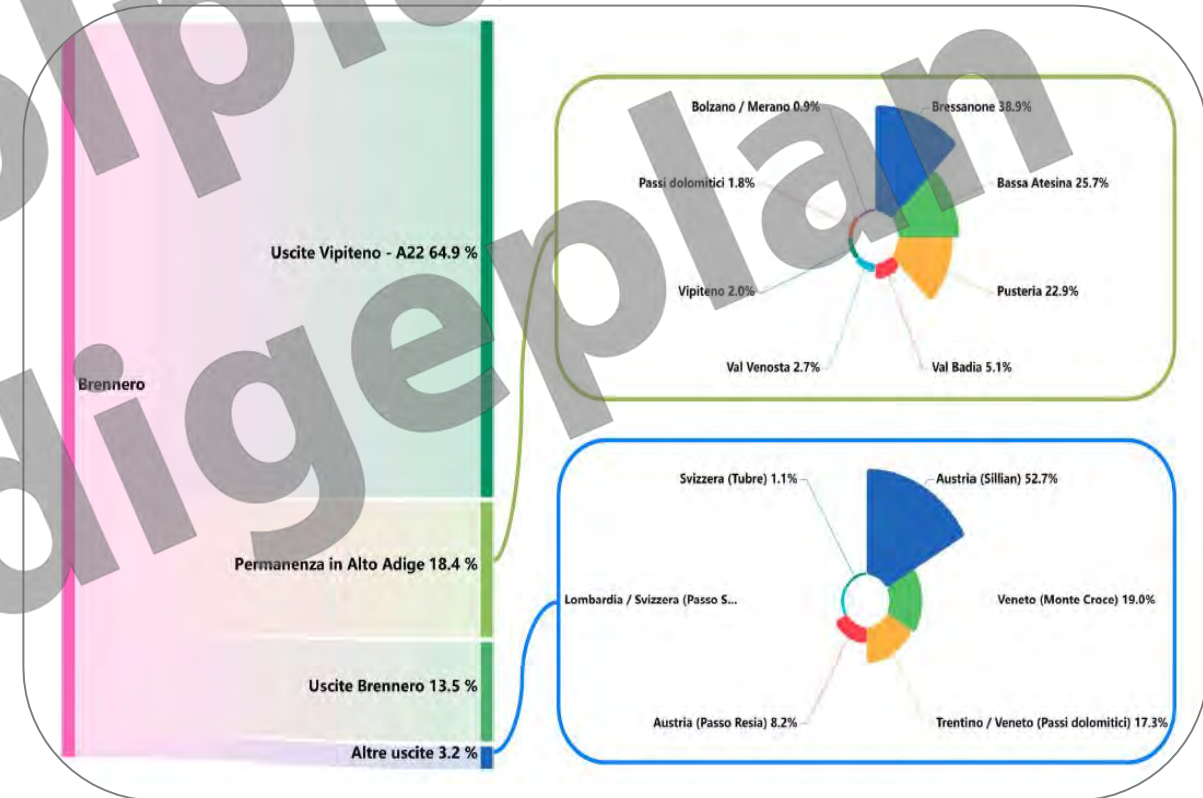 Brennero
Uscite Vipiteno - A22 64.9 %
Permanenza in Alto Adige 18.4 %
Uscite Brennero 13.5 %
Altre uscite 3.2 %
Bolzano / Merano 0.9%
Bressanone 38.9%
Passi dolomitici 1.8%
Bassa Atesina 25.7%
Vipiteno 2.0%
Pusteria 22.9%
Val Venosta 2.7%
Val Badia 5.1%
Svizzera (Tubre) 1.1%
Austria (Sillian) 52.7%
Lombardia / Svizzera (Passo S...
Veneto (Monte Croce) 19.0%
Austria (Passo Resia) 8.2%
Trentino / Veneto (Passi dolomitici) 17.3%
digeplan